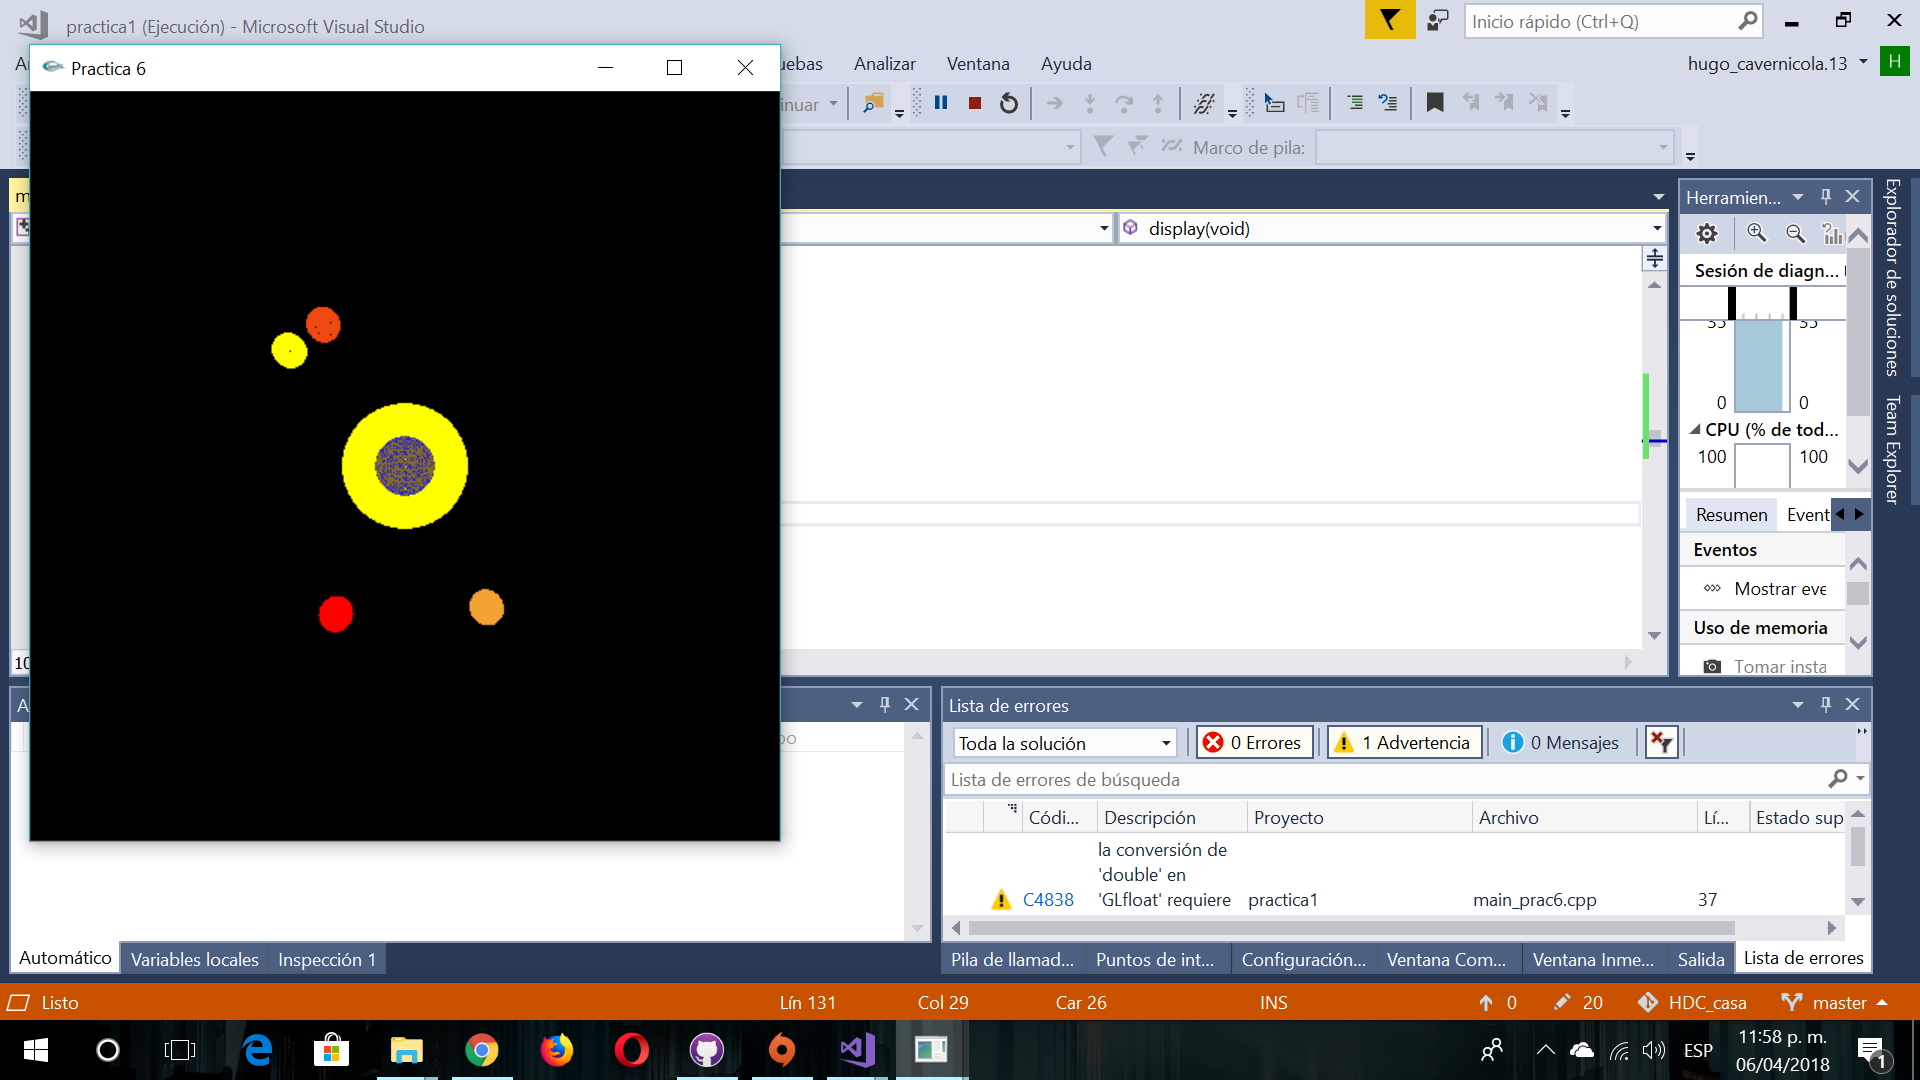 practica1 (Ejecución) - Microsoft Visual Studio
Inicio rápido (Ctrl+Q)
Practica 6
Analizar
Ventana
Ayuda
hugo_cavernicola.13
H
Marco de pila:
display(void)
Herramien...
Sesión de diagn...
35
35
0
0
CPU (% de tod...
100
100
Resumen
Event
Eventos
Mostrar eve
Uso de memoria
Tomar insta
Explorador de soluciones
Team Explorer
Lista de errores
Toda la solución
0 Errores
1 Advertencia
0 Mensajes
Lista de errores de búsqueda
Códi...
Descripción
Proyecto
Archivo
Lí...
Estado sup
la conversión de
'double' en
C4838
'GLfloat' requiere
practica1
main_prac6.cpp
37
Automático
Variables locales
Inspección 1
Pila de llamad...
Puntos de int...
Configuración...
Ventana Com...
Ventana Inme...
Salida
Lista de errores
Listo
Lín 131
Col 29
Car 26
INS
0
20
HDC_casa
master
ESP
11:58 p. m.
06/04/2018
1